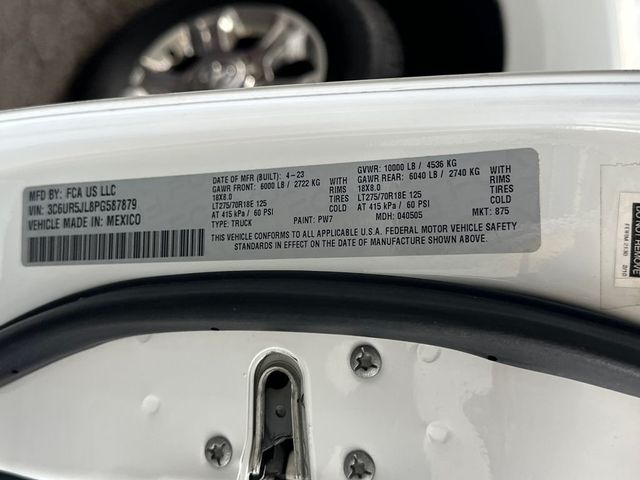 MFD BY: FCA US LLC
VIN: 3C6UR5JL8PG587879
VEHICLE MADE IN: MEXICO
DATE OF MFR (BUILT): 4-23
GAWR FRONT: 6000 LB / 2722 KG
18X8.0
LT275/70R18E 125
AT 415 kPa / 60 PSI
TYPE: TRUCK
WITH
RIMS
TIRES
COLD
PAINT: PW7
GVWR: 10000 LB / 4536 KG
GAWR REAR: 6040 LB / 2740 KG
18X8.0
LT275/70R18E 125
AT 415 kPa / 60 PSI
MDH: 040505
WITH
RIMS
TIRES
COLD
MKT: 875
THIS VEHICLE CONFORMS TO ALL APPLICABLE U.S.A. FEDERAL MOTOR VEHICLE SAFETY
STANDARDS IN EFFECT ON THE DATE OF MANUFACTURE SHOWN ABOVE.
DO NOT REMOVE